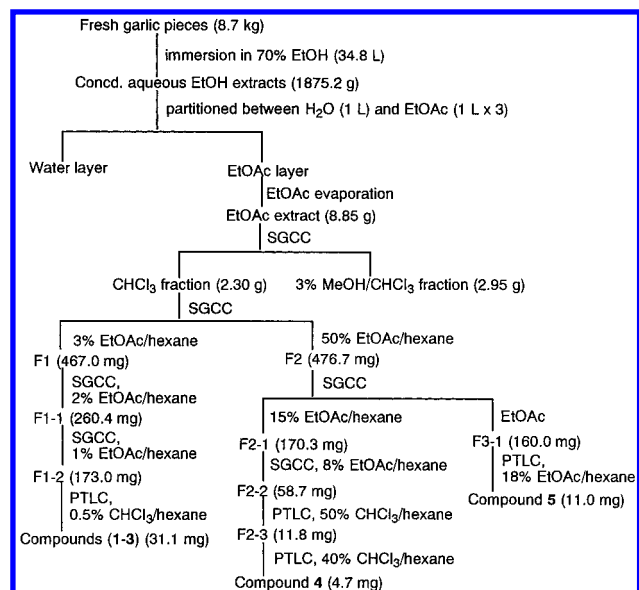 Fresh garlic pieces (8.7 kg)
immersion in 70% EtOH (34.8 L)
Concd. aqueous EtOH extracts (1875.2 g)
partitioned between H₂O (1 L) and EtOAc (1 L x 3)
Water layer
EtOAc layer
EtOAc evaporation
EtOAc extract (8.85 g)
SGCC
CHCl₃ fraction (2.30 g)
3% MeOH/CHCl₃ fraction (2.95 g)
SGCC
3% EtOAc/hexane
F1 (467.0 mg)
SGCC,
2% EtOAc/hexane
F1-1 (260.4 mg)
SGCC,
1% EtOAc/hexane
F1-2 (173.0 mg)
PTLC,
0.5% CHCl₃/hexane
Compounds (1-3) (31.1 mg)
50% EtOAc/hexane
F2 (476.7 mg)
SGCC
15% EtOAc/hexane
F2-1 (170.3 mg)
SGCC, 8% EtOAc/hexane
F2-2 (58.7 mg)
PTLC, 50% CHCl₃/hexane
F2-3 (11.8 mg)
PTLC, 40% CHCl₃/hexane
Compound 4 (4.7 mg)
EtOAc
F3-1 (160.0 mg)
PTLC,
18% EtOAc/hexane
Compound 5 (11.0 mg)